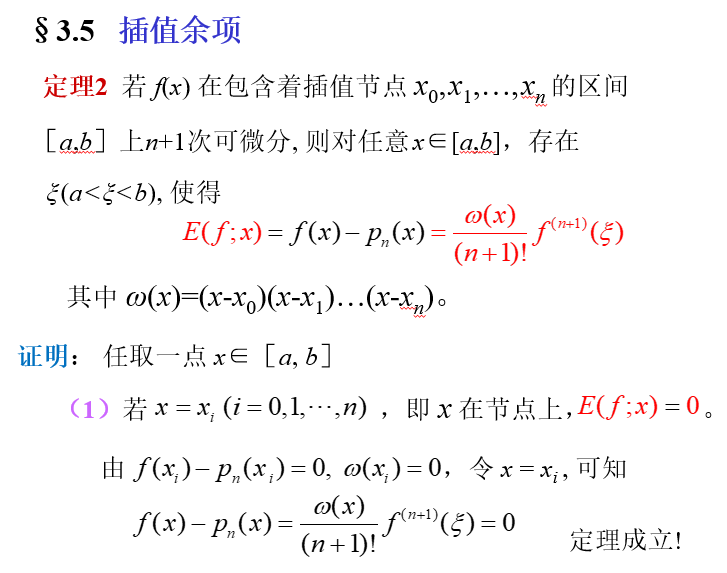 §3.5 插值余项
定理2 若 f(x) 在包含着插值节点 x₀,x₁,…,xₙ 的区间
［a,b］上n+1次可微分, 则对任意x∈[a,b]，存在
ξ(a<ξ<b), 使得
E(f;x) = f(x) − pₙ(x) = ω(x)/(n+1)! f⁽ⁿ⁺¹⁾(ξ)
其中 ω(x)=(x-x₀)(x-x₁)…(x-xₙ)。
证明： 任取一点 x∈［a, b］
（1）若 x = xᵢ (i = 0,1,⋯,n) ，即 x 在节点上，E(f;x) = 0 。
由 f(xᵢ) − pₙ(xᵢ) = 0, ω(xᵢ) = 0，令 x = xᵢ , 可知
f(x) − pₙ(x) = ω(x)/(n+1)! f⁽ⁿ⁺¹⁾(ξ) = 0 定理成立!